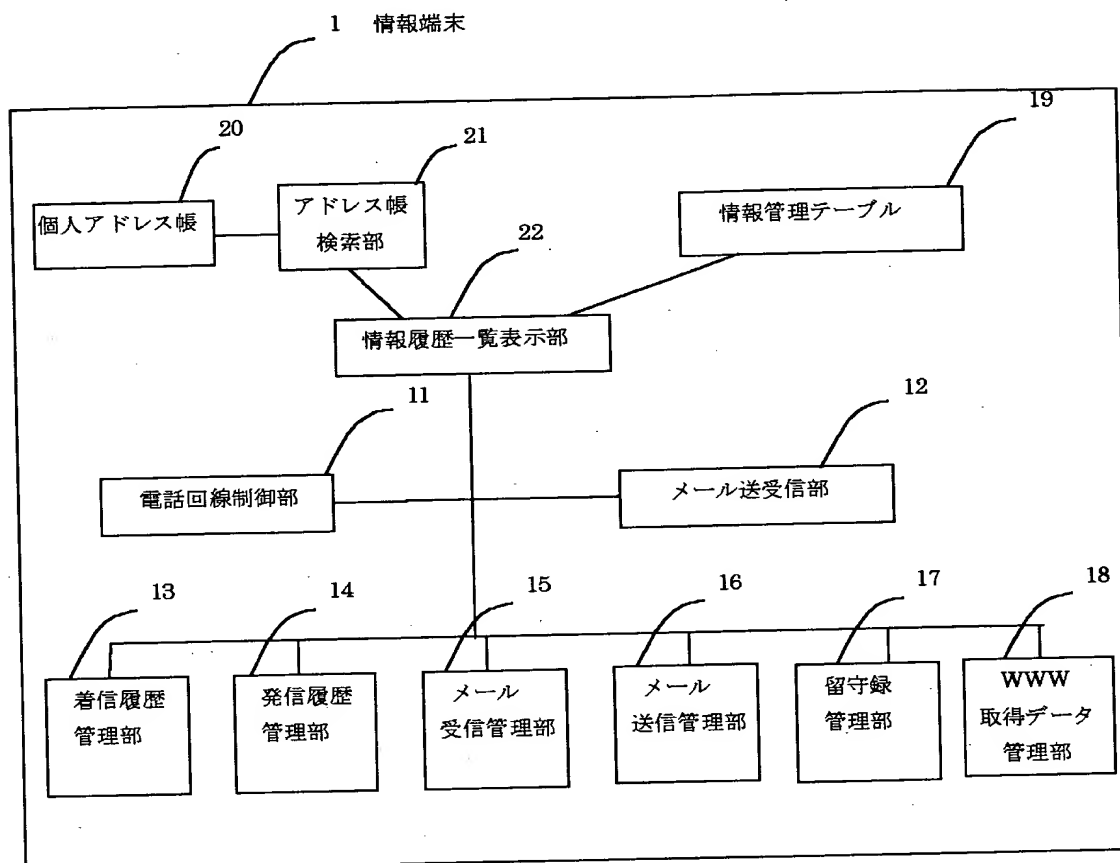 1 情報端末
20
21
19
個人アドレス帳
アドレス帳
検索部
情報管理テーブル
22
情報履歴一覧表示部
11
12
電話回線制御部
メール送受信部
13
14
15
16
17
18
着信履歴
管理部
発信履歴
管理部
メール
受信管理部
メール
送信管理部
留守録
管理部
WWW
取得データ
管理部